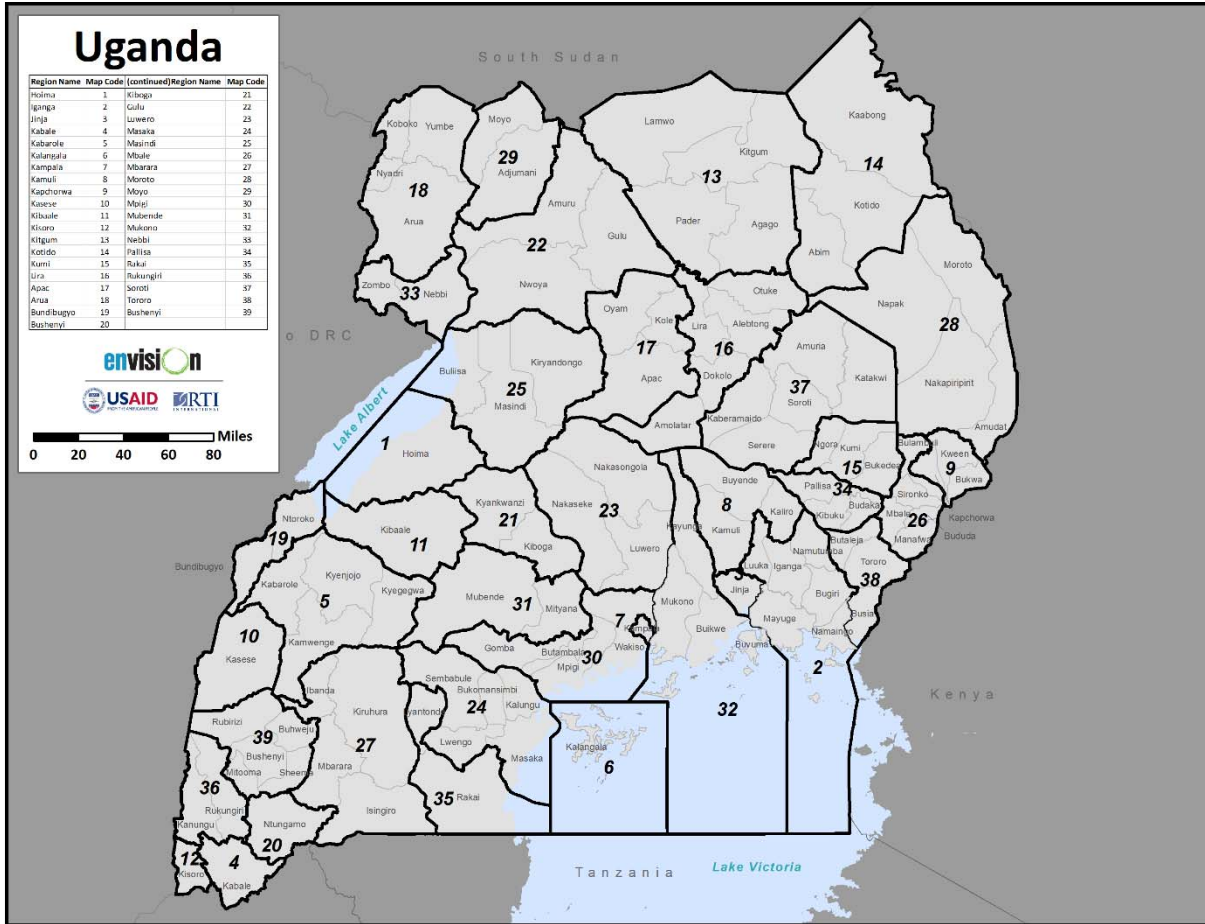 Uganda
Region Name Map Code (continued)Region Name Map Code
Hoima 1 Kiboga 21
Iganga 2 Gulu 22
Jinja 3 Luwero 23
Kabale 4 Masaka 24
Kabarole 5 Masindi 25
Kalangala 6 Mbale 26
Kampala 7 Mbarara 27
Kamuli 8 Moroto 28
Kapchorwa 9 Moyo 29
Kasese 10 Mpigi 30
Kibaale 11 Mubende 31
Kisoro 12 Mukono 32
Kitgum 13 Nebbi 33
Kotido 14 Pallisa 34
Kumi 15 Rakai 35
Lira 16 Rukungiri 36
Apac 17 Soroti 37
Arua 18 Tororo 38
Bundibugyo 19 Bushenyi 39
Bushenyi 20
envision
USAID
FROM THE AMERICAN PEOPLE
RTI
INTERNATIONAL
Miles
0 20 40 60 80
South Sudan
Kaabong
14
Kotido
Abim
Lamwo
Kitgum
13
Pader
Agago
Koboko
Yumbe
Nyadri
18
Arua
Moyo
29
Adjumani
Amuru
Gulu
22
Nwoya
Zombo
33
Nebbi
o DRC
Moroto
Napak
28
Nakapiripirit
Amudat
Oyam
Kole
17
Apac
Otuke
Lira
Alebtong
16
Dokolo
Amolatar
Amuria
Katakwi
37
Soroti
Kaberamaido
Serere
Buliisa
Kiryandongo
25
Masindi
Lake Albert
1
Hoima
Ngora
Kumi
15
Bukedea
Bulambuli
Kween
9
Bukwa
Nakasongola
Nakaseke
23
Luwero
Kayunga
Buyende
8
Kaliro
Kamuli
Pallisa
34
Budaka
Kibuku
Sironko
Mbale
26
Manafwa
Kapchorwa
Bududa
Kyankwanzi
21
Kiboga
Kibaale
11
Ntoroko
19
Bundibugyo
Kabarole
Kyenjojo
5
Kyegegwa
Kamwenge
Mubende
31
Mityana
Luuka
Iganga
Namutumba
Butaleja
Tororo
38
Busia
3
Jinja
Bugiri
Mayuge
Namaingo
2
Mukono
Buikwe
Buvuma
32
7
Kampala
Wakiso
Gomba
Butambala
Mpigi
30
10
Kasese
Sembabule
Bukomansimbi
24
Kalungu
Lwengo
Masaka
yantonde
Ibanda
Kiruhura
27
Mbarara
Isingiro
Rubirizi
Buhweju
39
Bushenyi
Mitooma
Sheema
36
Rukungiri
Kanungu
Ntungamo
20
12
Kisoro
4
Kabale
35
Rakai
Kalangala
6
Kenya
Tanzania
Lake Victoria